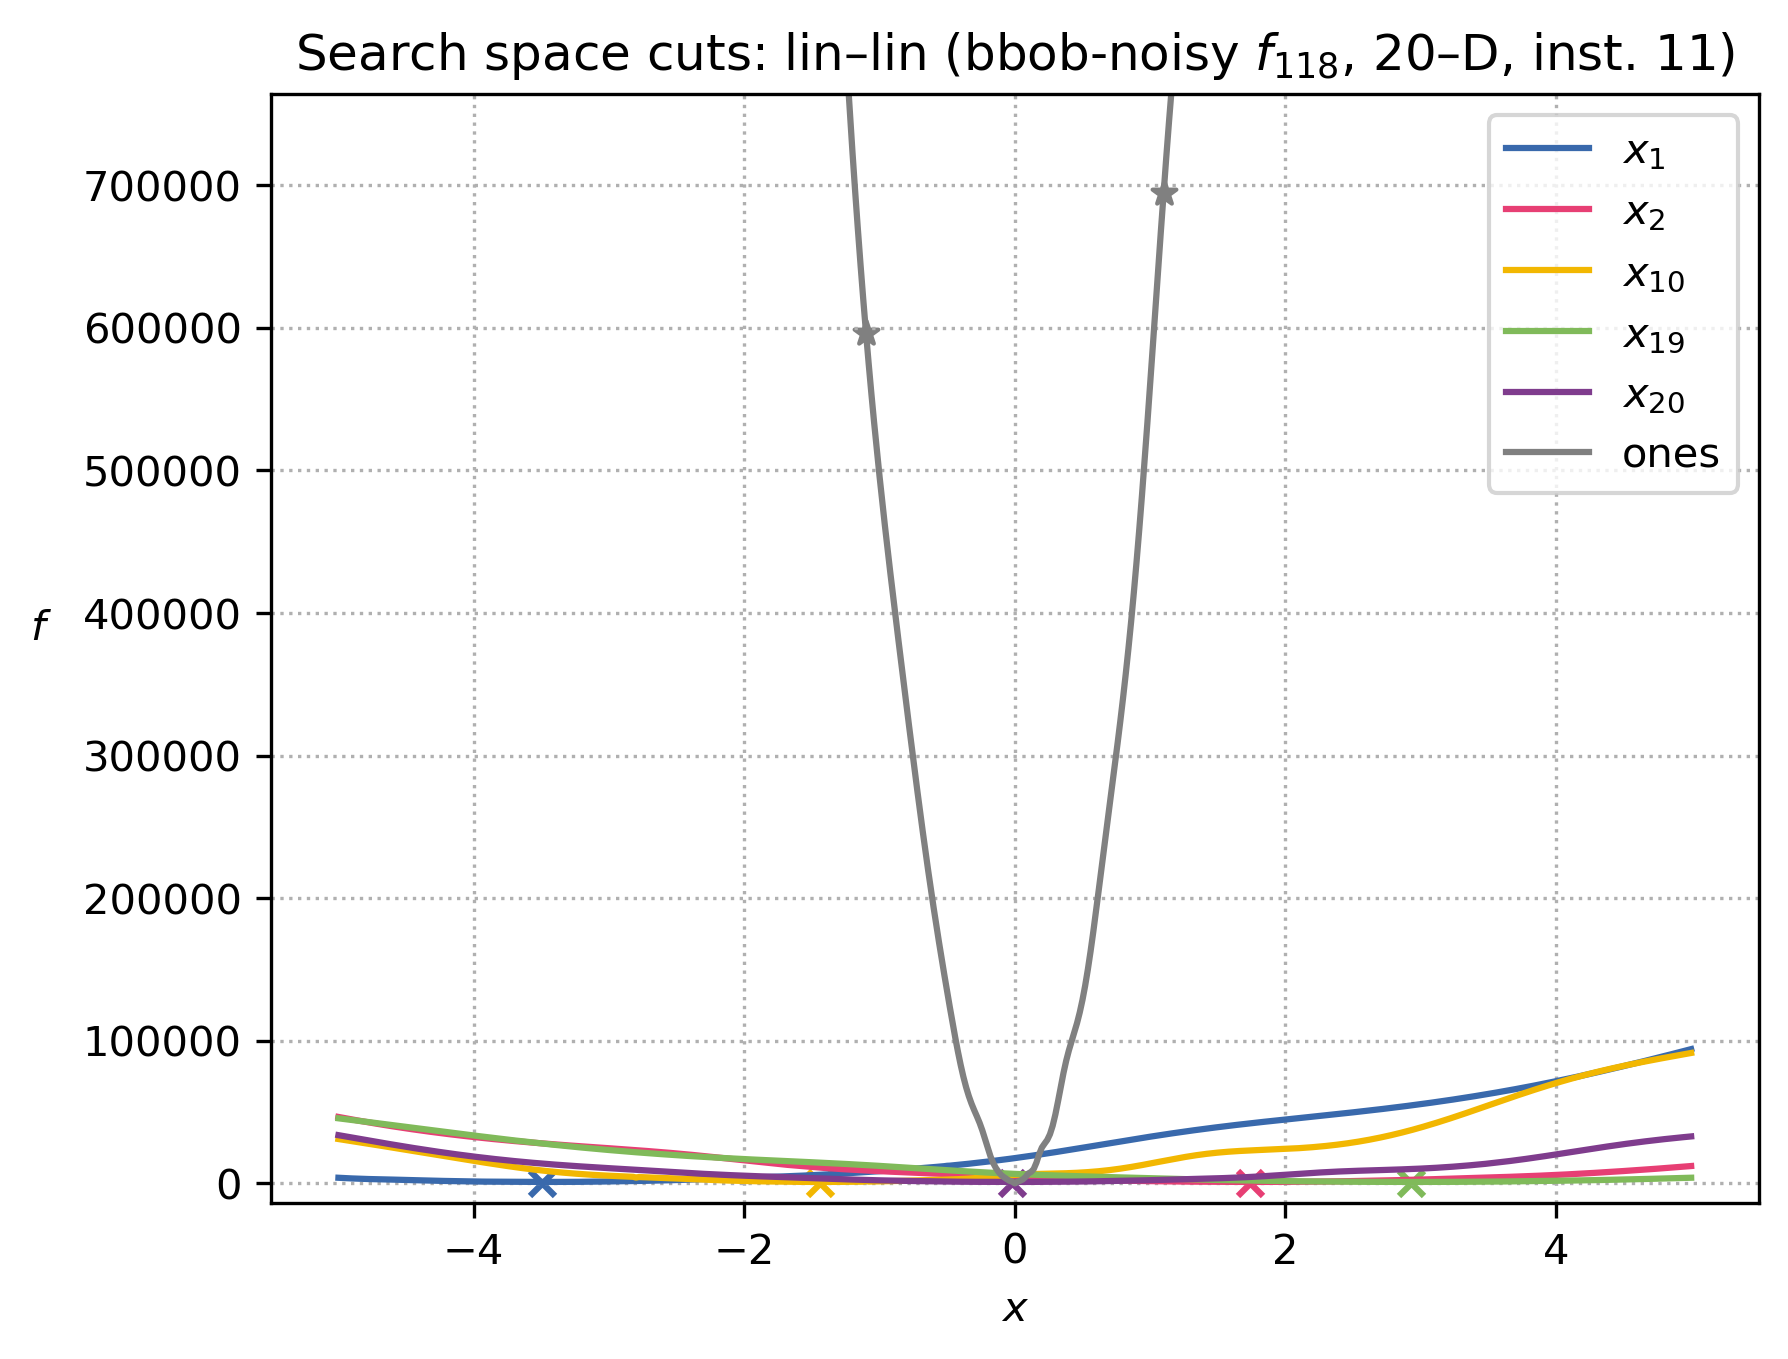 Search space cuts: lin–lin (bbob-noisy f₁₁₈, 20–D, inst. 11)
700000
600000
500000
400000
300000
200000
100000
0
f
−4
−2
0
2
4
x
x₁
x₂
x₁₀
x₁₉
x₂₀
ones